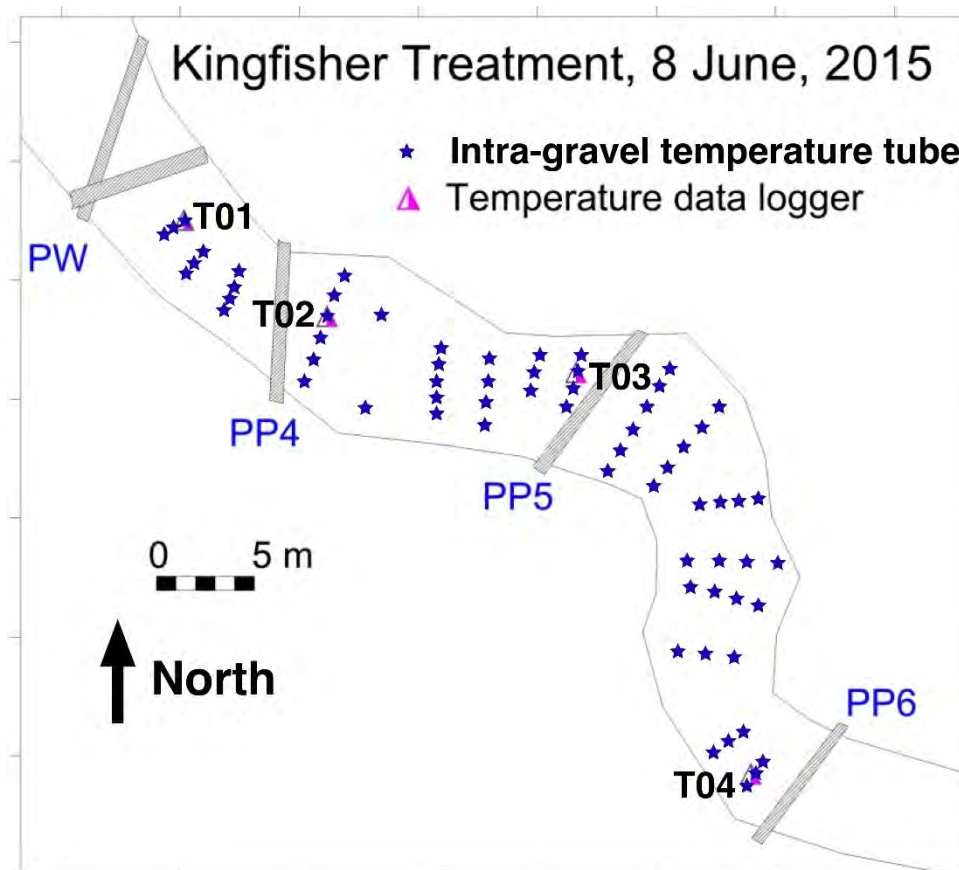 Kingfisher Treatment, 8 June, 2015
Intra-gravel temperature tube
Temperature data logger
T01
PW
T02
T03
PP4
PP5
0 5 m
North
PP6
T04